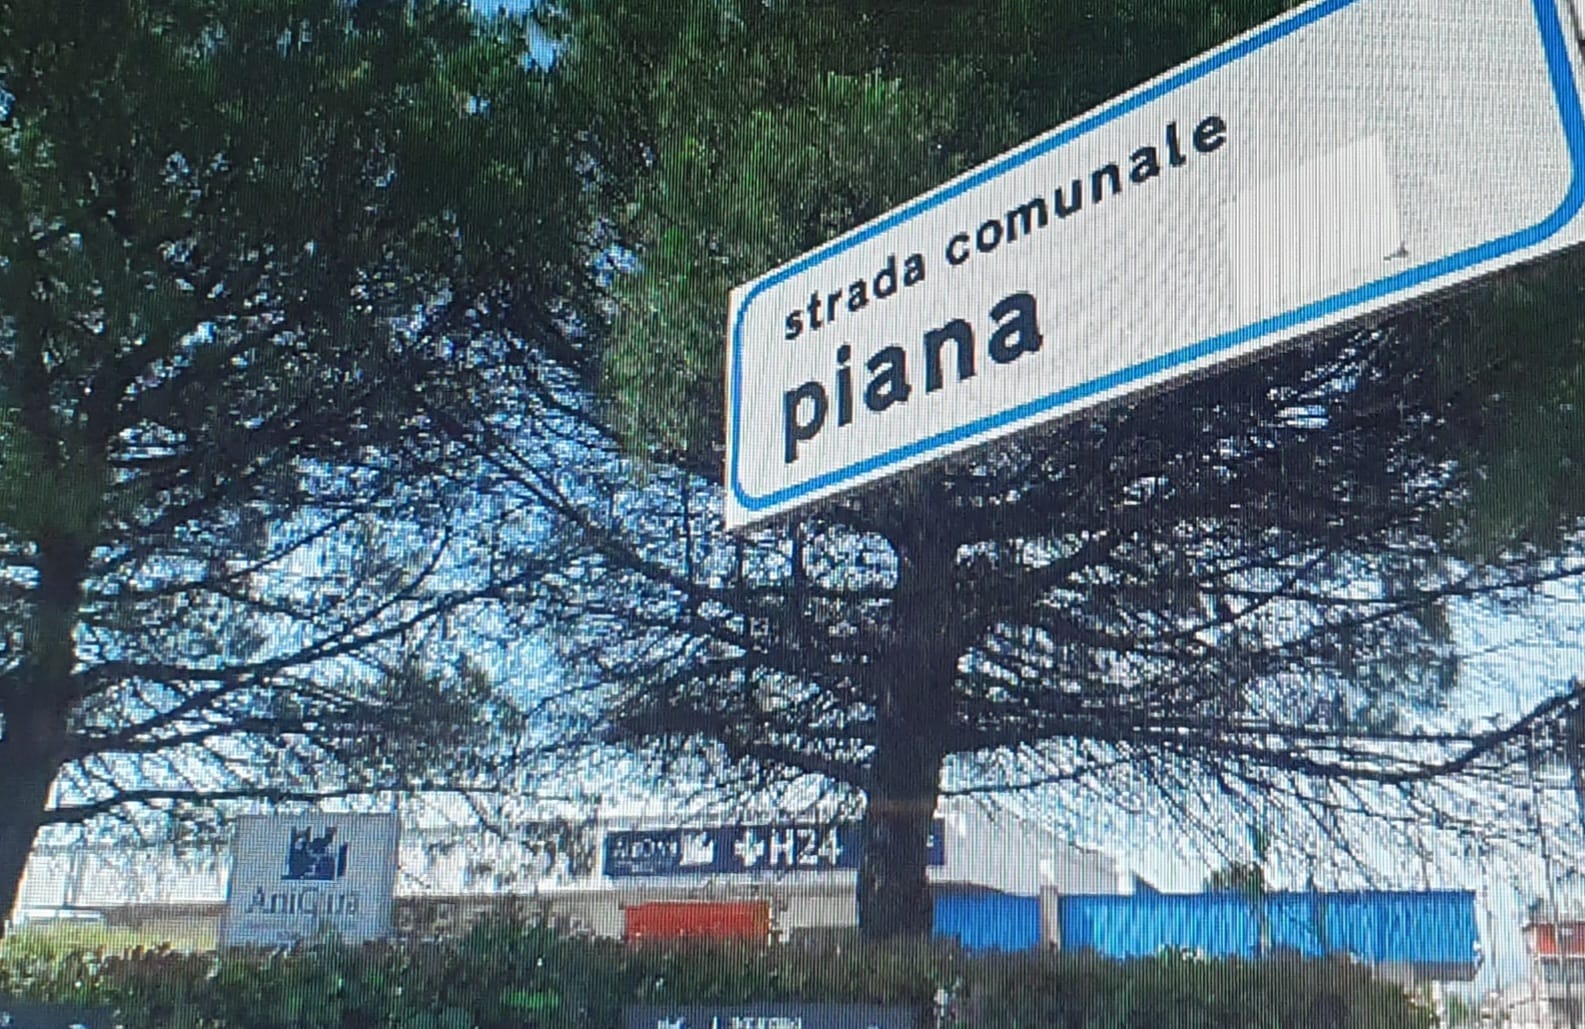 strada comunale
piana
AniCura
H24